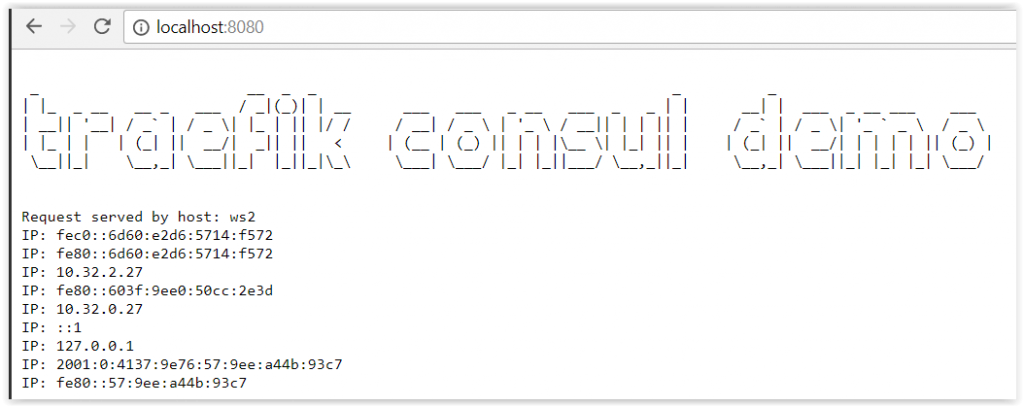 localhost:8080
traefik consul demo
Request served by host: ws2
IP: fec0::6d60:e2d6:5714:f572
IP: fe80::6d60:e2d6:5714:f572
IP: 10.32.2.27
IP: fe80::603f:9ee0:50cc:2e3d
IP: 10.32.0.27
IP: ::1
IP: 127.0.0.1
IP: 2001:0:4137:9e76:57:9ee:a44b:93c7
IP: fe80::57:9ee:a44b:93c7